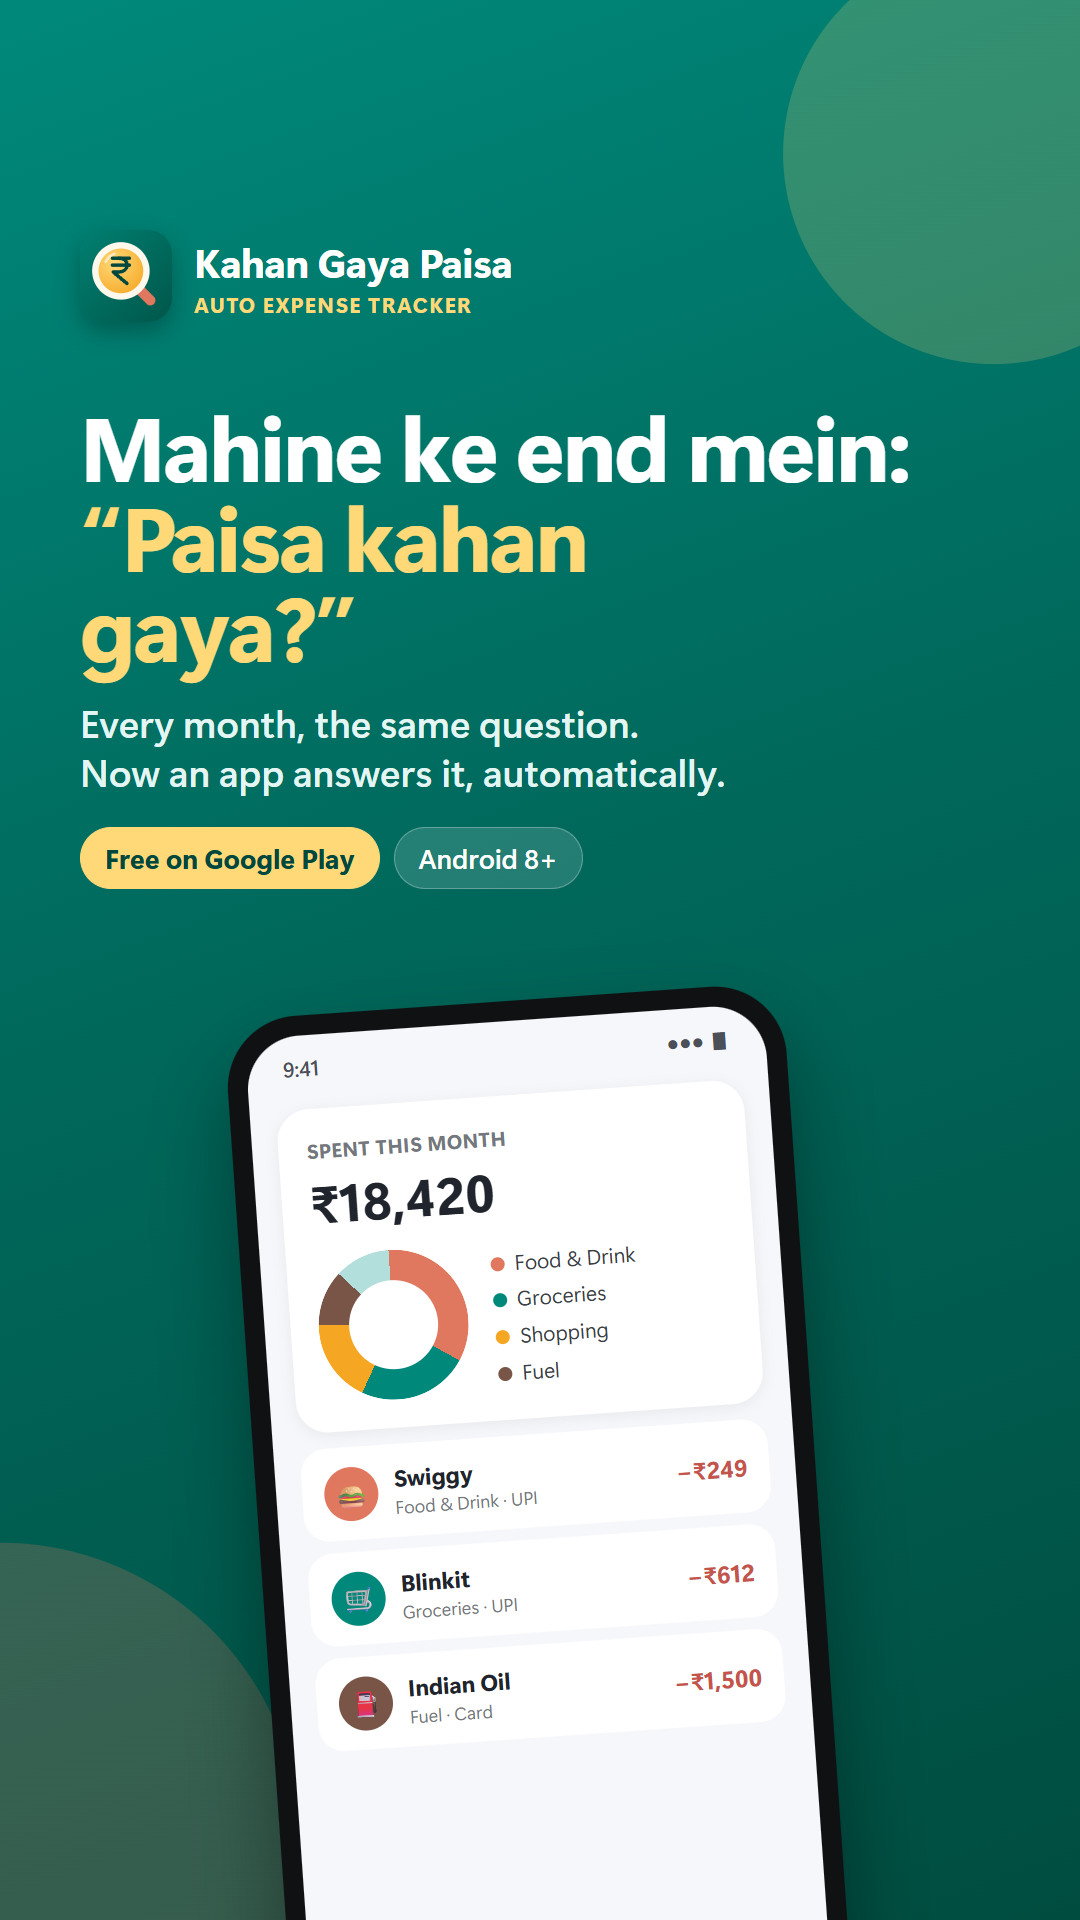 Kahan Gaya Paisa
AUTO EXPENSE TRACKER
Mahine ke end mein:
“Paisa kahan
gaya?”
Every month, the same question.
Now an app answers it, automatically.
Free on Google Play
Android 8+
9:41
SPENT THIS MONTH
₹18,420
Food & Drink
Groceries
Shopping
Fuel
Swiggy
Food & Drink · UPI
–₹249
Blinkit
Groceries · UPI
–₹612
Indian Oil
Fuel · Card
–₹1,500